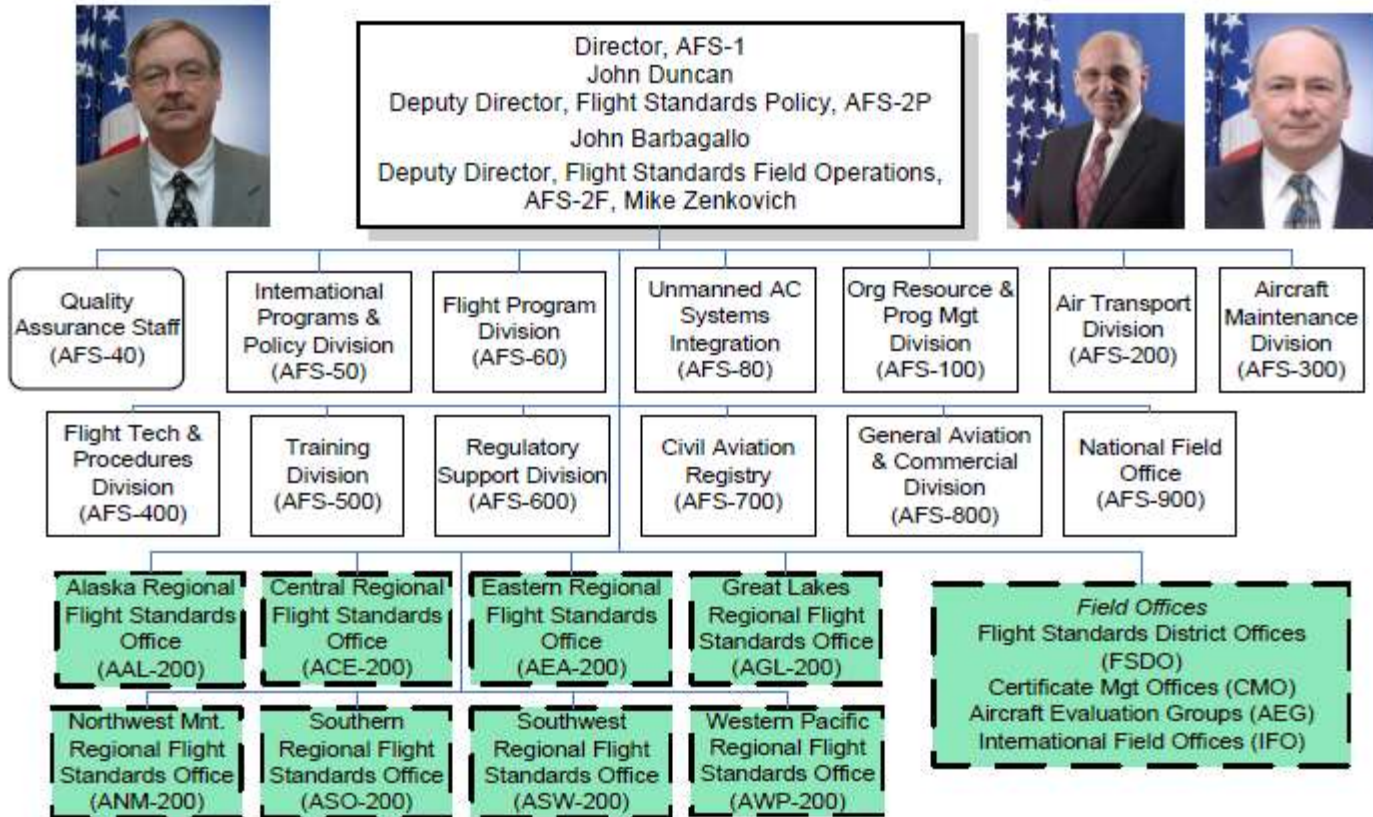 Director, AFS-1
John Duncan
Deputy Director, Flight Standards Policy, AFS-2P
John Barbagallo
Deputy Director, Flight Standards Field Operations,
AFS-2F, Mike Zenkovich
Quality
Assurance Staff
(AFS-40)
International
Programs &
Policy Division
(AFS-50)
Flight Program
Division
(AFS-60)
Unmanned AC
Systems
Integration
(AFS-80)
Org Resource &
Prog Mgt
Division
(AFS-100)
Air Transport
Division
(AFS-200)
Aircraft
Maintenance
Division
(AFS-300)
Flight Tech &
Procedures
Division
(AFS-400)
Training
Division
(AFS-500)
Regulatory
Support Division
(AFS-600)
Civil Aviation
Registry
(AFS-700)
General Aviation
& Commercial
Division
(AFS-800)
National Field
Office
(AFS-900)
Alaska Regional
Flight Standards
Office
(AAL-200)
Central Regional
Flight Standards
Office
(ACE-200)
Eastern Regional
Flight Standards
Office
(AEA-200)
Great Lakes
Regional Flight
Standards Office
(AGL-200)
Field Offices
Flight Standards District Offices
(FSDO)
Certificate Mgt Offices (CMO)
Aircraft Evaluation Groups (AEG)
International Field Offices (IFO)
Northwest Mnt.
Regional Flight
Standards Office
(ANM-200)
Southern
Regional Flight
Standards Office
(ASO-200)
Southwest
Regional Flight
Standards Office
(ASW-200)
Western Pacific
Regional Flight
Standards Office
(AWP-200)